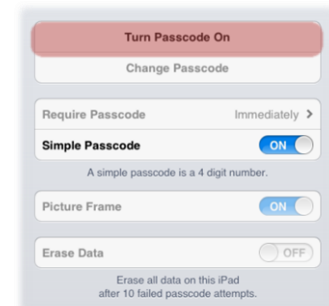 Turn Passcode On
Change Passcode
Require Passcode Immediately >
Simple Passcode ON
A simple passcode is a 4 digit number.
Picture Frame ON
Erase Data OFF
Erase all data on this iPad
after 10 failed passcode attempts.